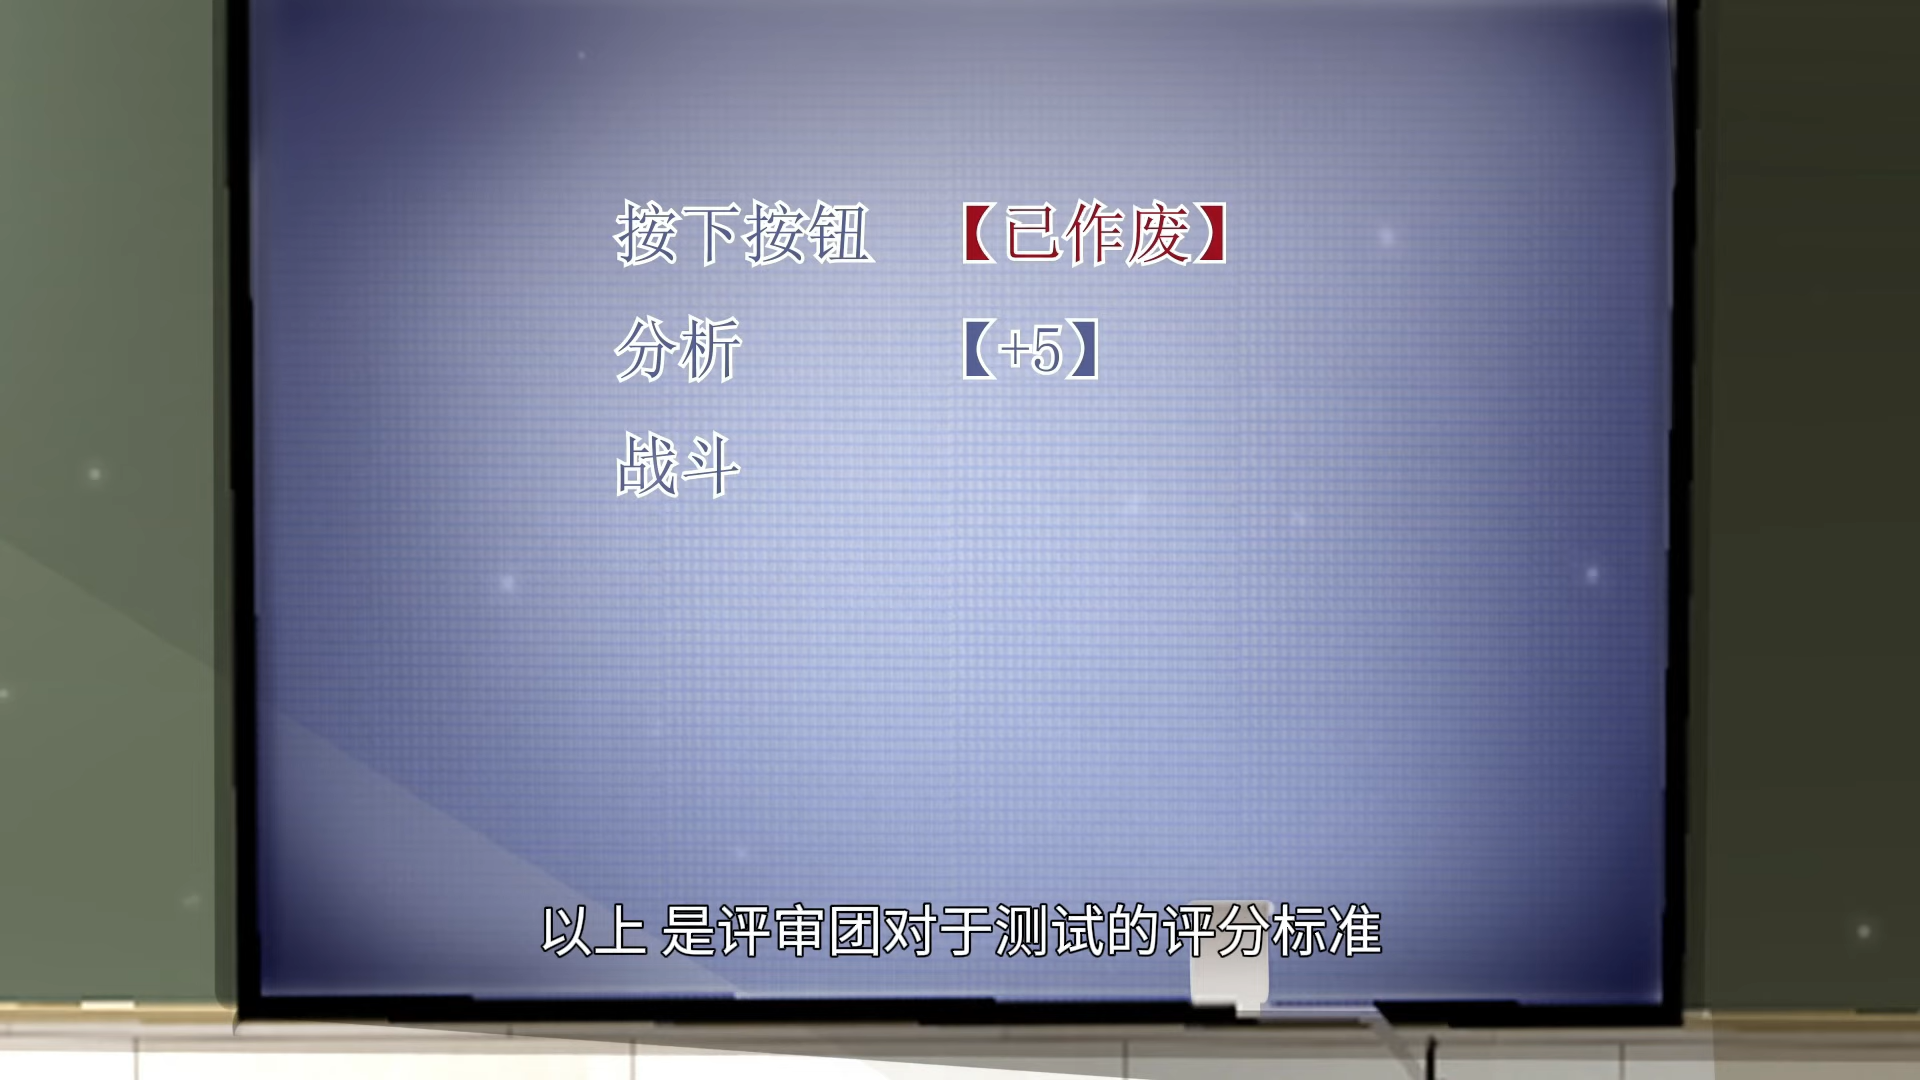 按下按钮 【已作废】
分析 【+5】
战斗
以上 是评审团对于测试的评分标准